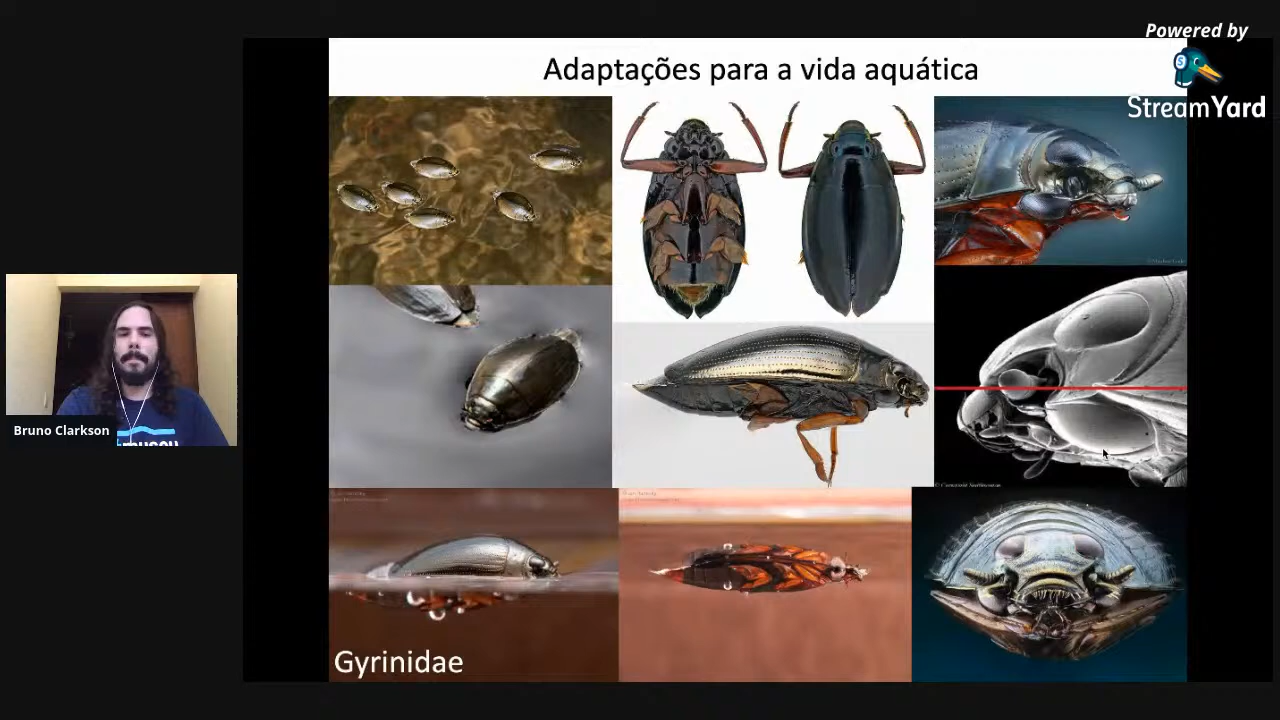 Powered by
StreamYard
Adaptações para a vida aquática
Bruno Clarkson
Gyrinidae